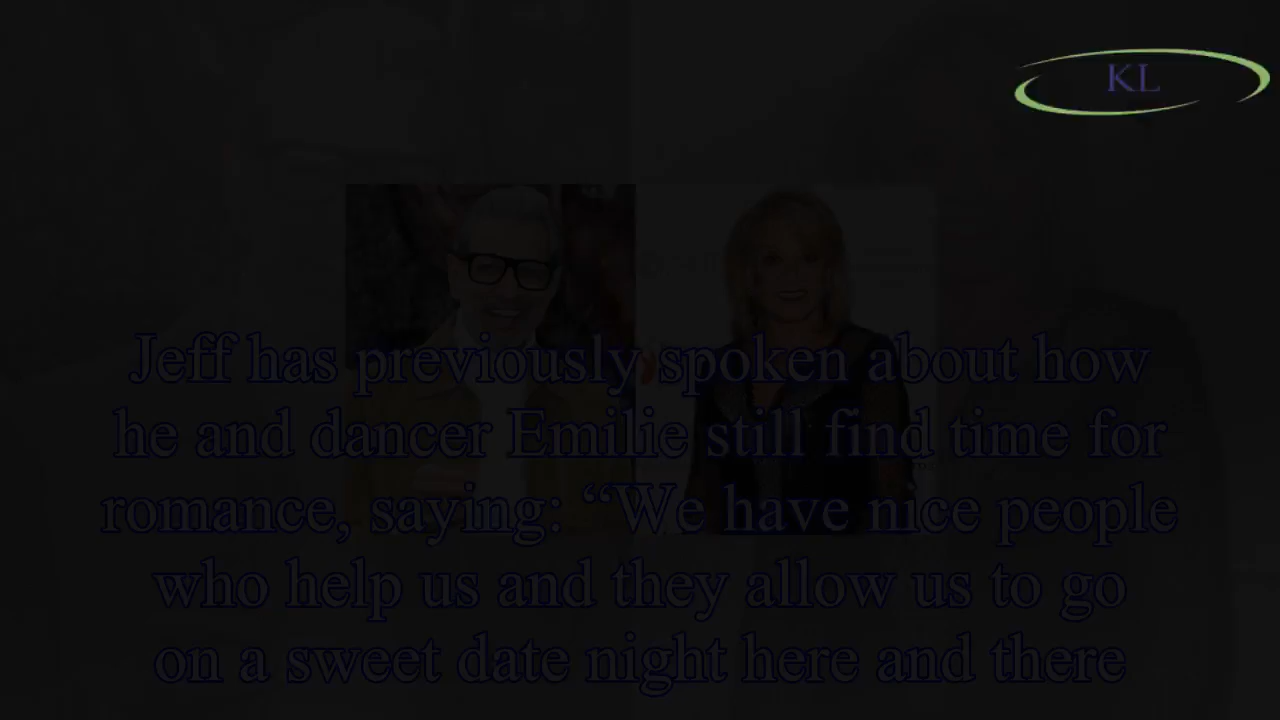 KL
Jeff has previously spoken about how
he and dancer Emilie still find time for
romance, saying: “We have nice people
who help us and they allow us to go
on a sweet date night here and there